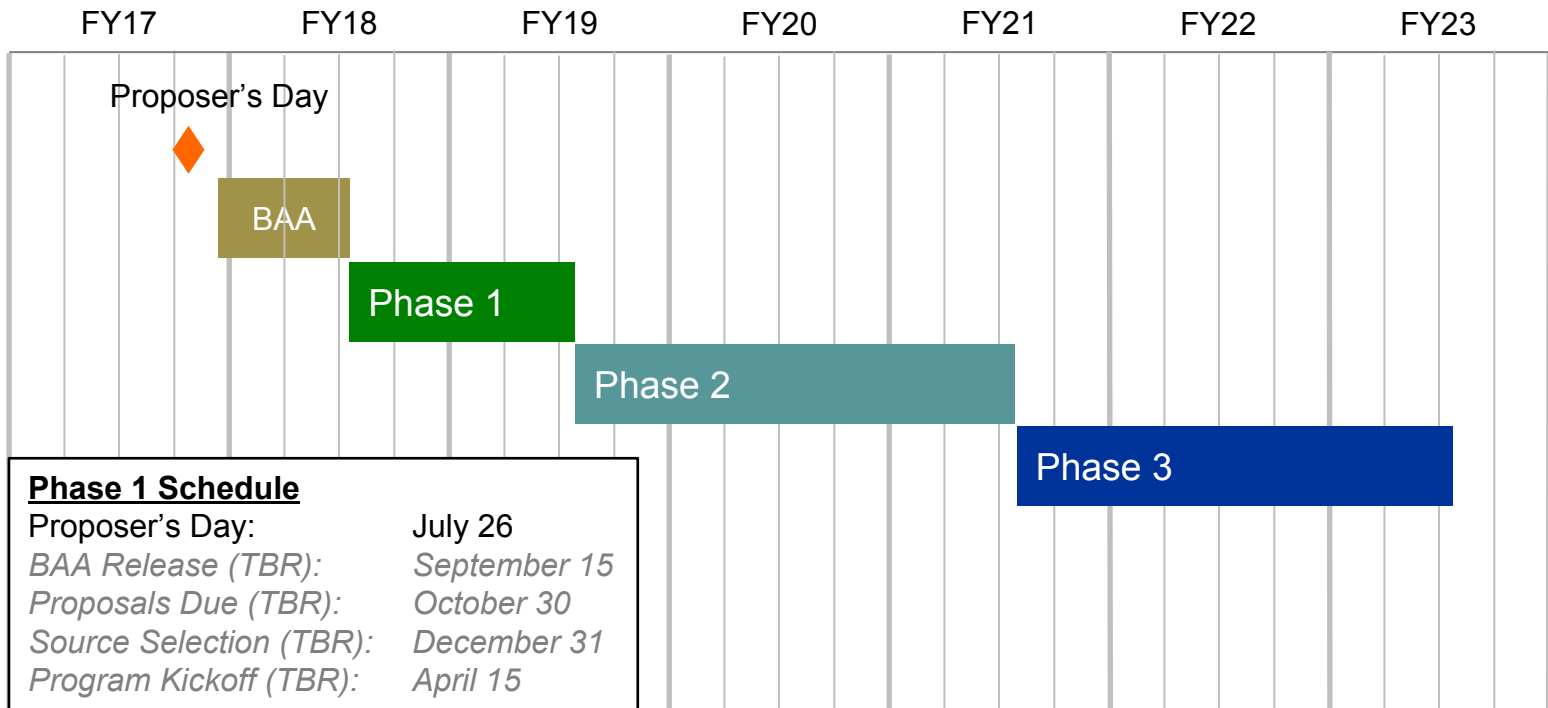 FY17 FY18 FY19 FY20 FY21 FY22 FY23
Proposer’s Day
BAA
Phase 1
Phase 2
Phase 3
Phase 1 Schedule
Proposer’s Day: July 26
BAA Release (TBR): September 15
Proposals Due (TBR): October 30
Source Selection (TBR): December 31
Program Kickoff (TBR): April 15